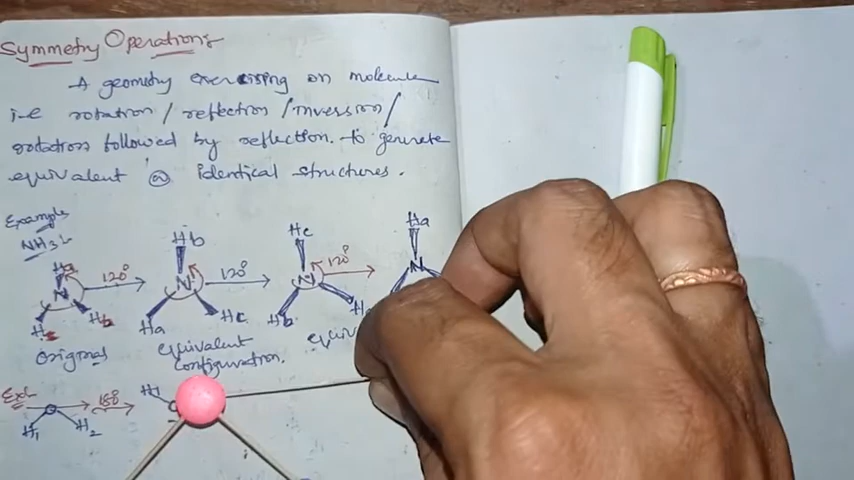 Symmetry Operations
A geometry exercising on molecule
i-e rotation / reflection / inversion /
rotation followed by reflection. to generate
equivalent (or) identical structures.
Example
Ha Hb Hc Ha
N 120° N 120° N 120° N
Hc Hb Ha Hc Hb
Original equivalent
Configuration.
180°
H1 H2 H1